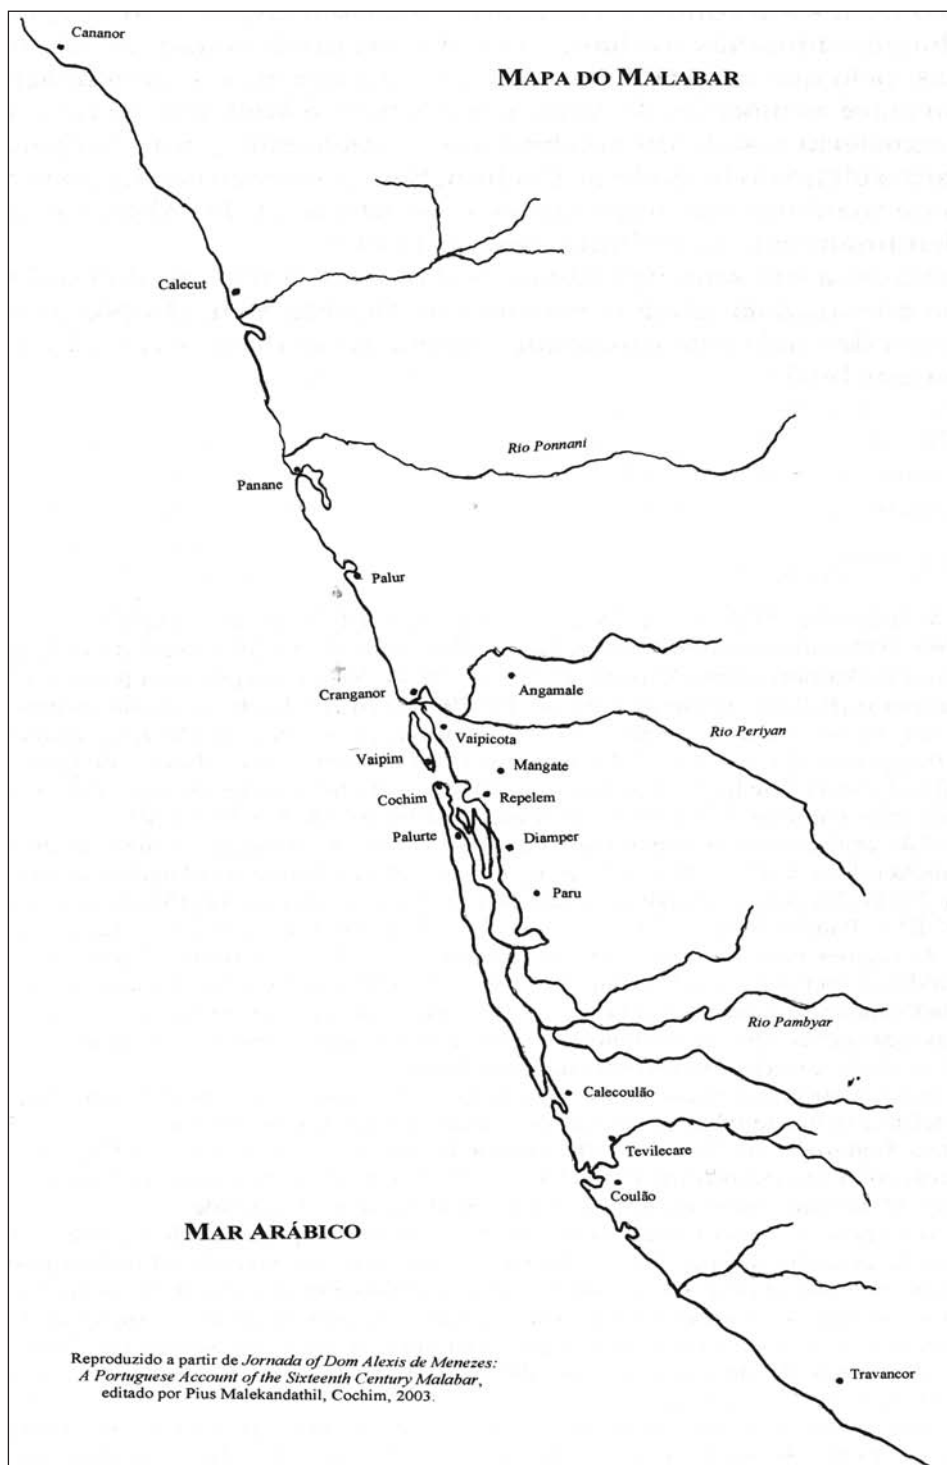 Cananor
MAPA DO MALABAR
Calecut
Rio Ponnani
Panane
Palur
Cranganor
Angamale
Vaipicota
Rio Periyan
Vaipim
Mangate
Cochim
Repelem
Palurte
Diamper
Paru
Rio Pambyar
Calecoulão
Tevilecare
Coulão
MAR ARÁBICO
Reproduzido a partir de Jornada of Dom Alexis de Menezes:
A Portuguese Account of the Sixteenth Century Malabar,
editado por Pius Malekandathil, Cochim, 2003.
Travancor